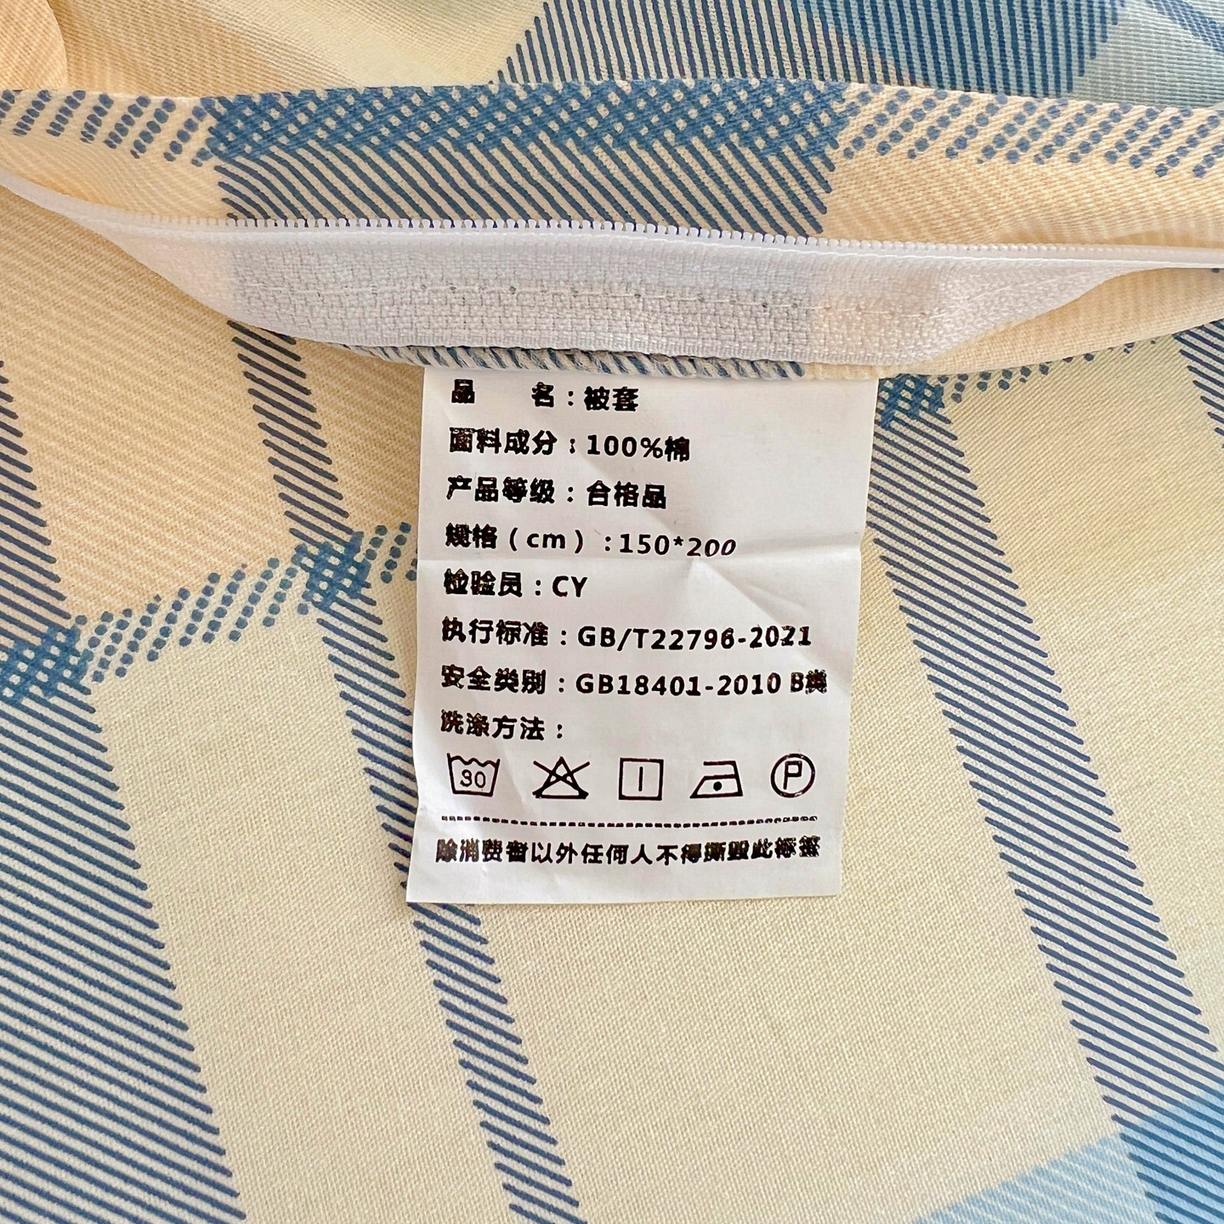 品 名：被套
面料成分：100%棉
产品等级：合格品
规格（cm）:150*200
检验员：CY
执行标准：GB/T22796-2021
安全类别：GB18401-2010 B类
洗涤方法：
30 P
除消费者以外任何人不得撕毁此标签